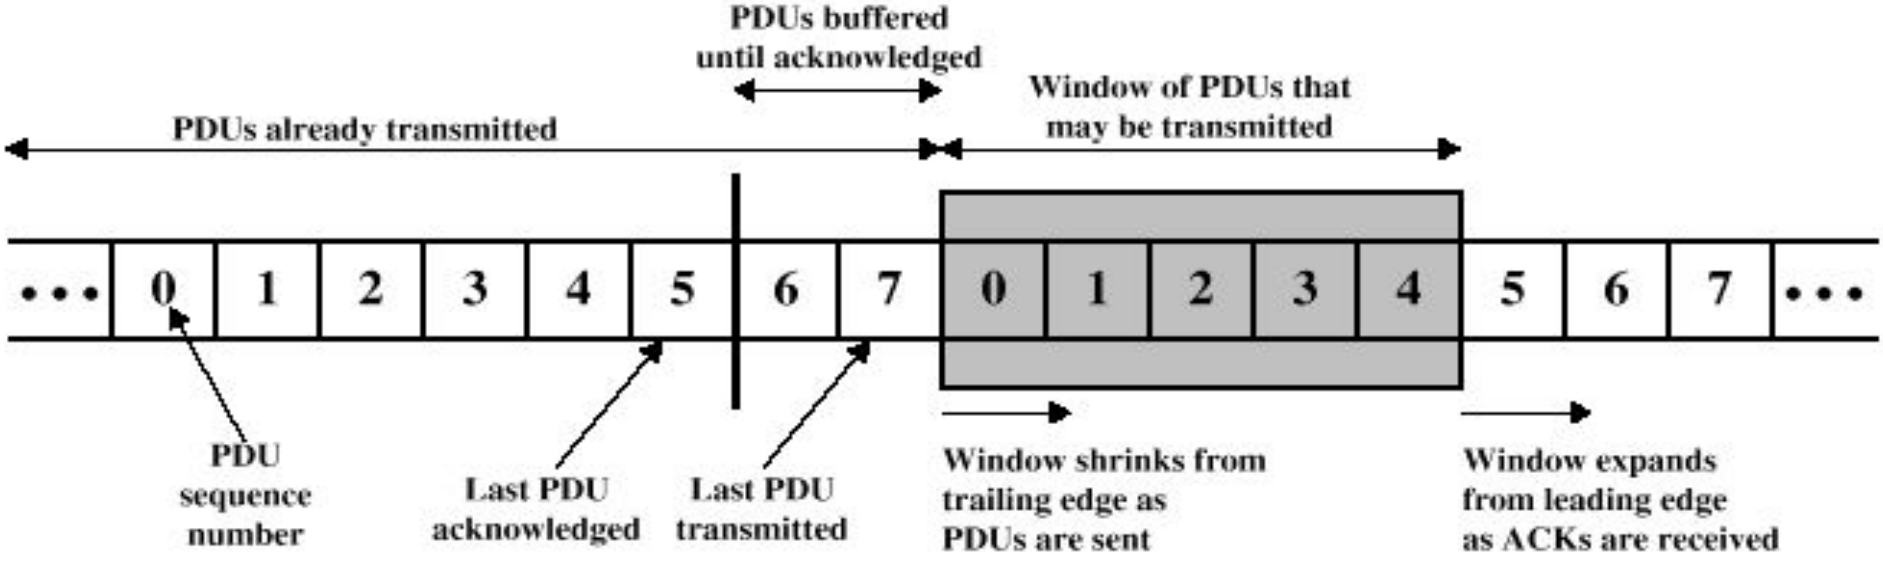 PDUs buffered
until acknowledged
Window of PDUs that
may be transmitted
PDUs already transmitted
••• 0 1 2 3 4 5 6 7 0 1 2 3 4 5 6 7 •••
PDU
sequence
number
Last PDU
acknowledged
Last PDU
transmitted
Window shrinks from
trailing edge as
PDUs are sent
Window expands
from leading edge
as ACKs are received